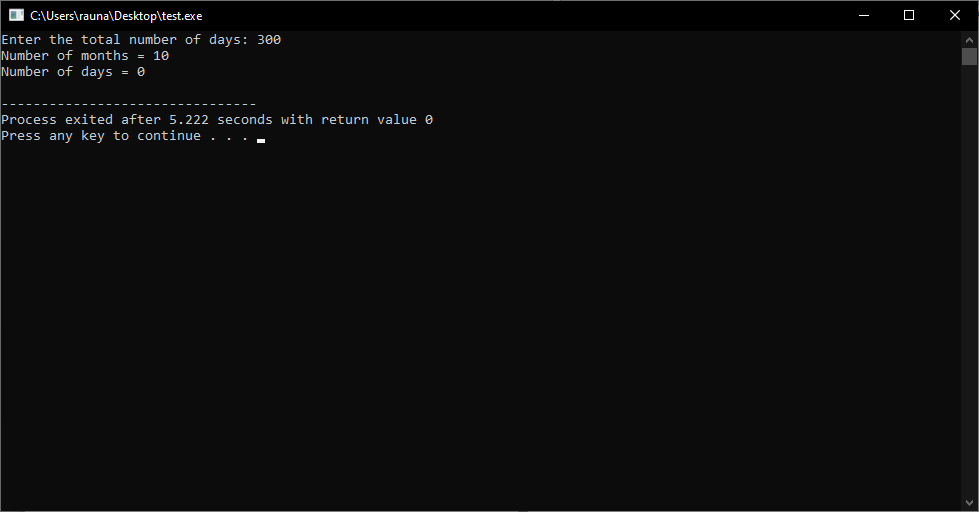 C:\Users\rauna\Desktop\test.exe
Enter the total number of days: 300
Number of months = 10
Number of days = 0
--------------------------------
Process exited after 5.222 seconds with return value 0
Press any key to continue . . .